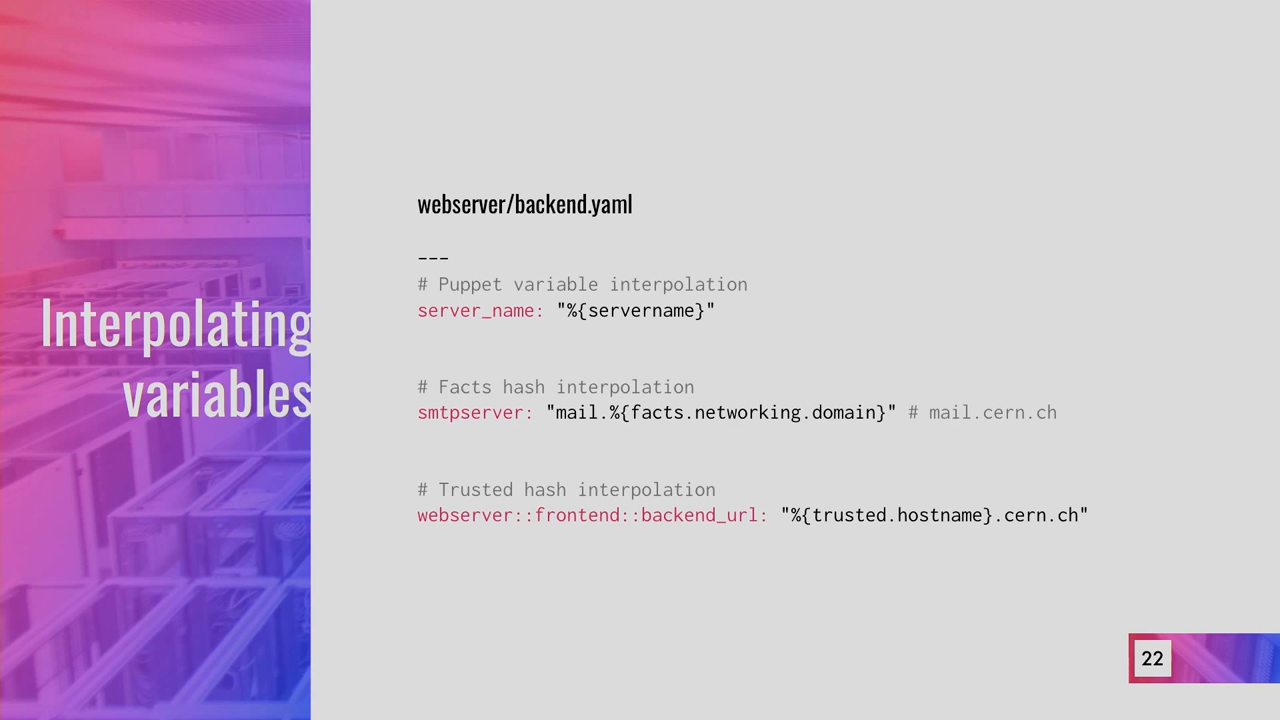 Interpolating
variables
webserver/backend.yaml
---
# Puppet variable interpolation
server_name: "%{servername}"
# Facts hash interpolation
smtpserver: "mail.%{facts.networking.domain}" # mail.cern.ch
# Trusted hash interpolation
webserver::frontend::backend_url: "%{trusted.hostname}.cern.ch"
22